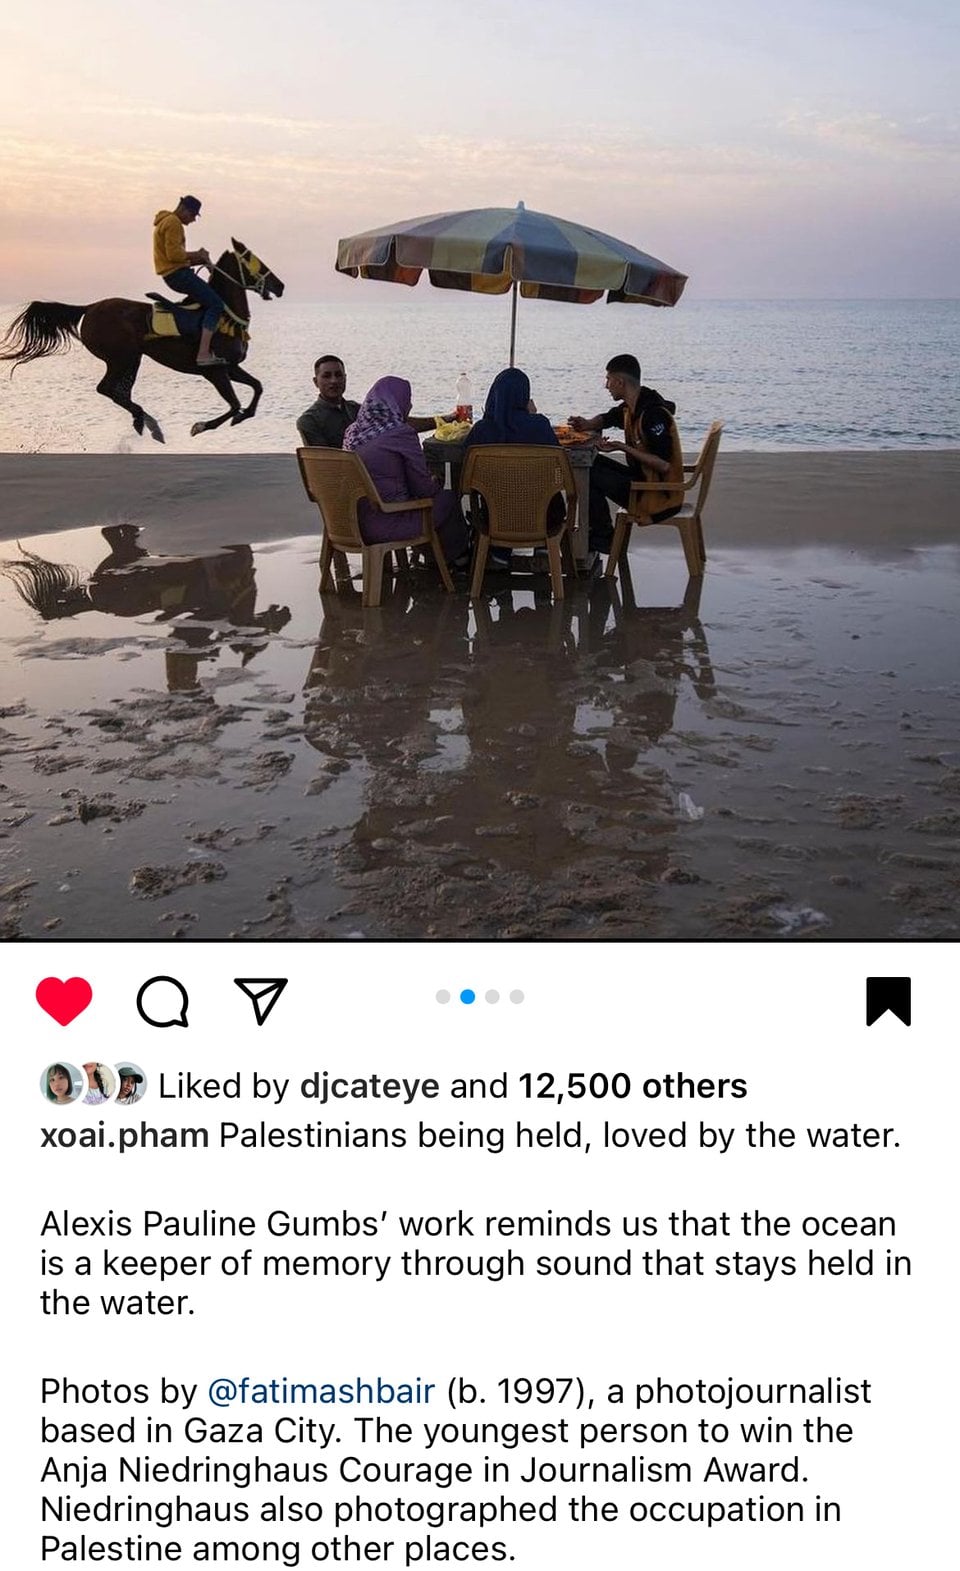 Liked by djcateye and 12,500 others
xoai.pham Palestinians being held, loved by the water.
Alexis Pauline Gumbs’ work reminds us that the ocean
is a keeper of memory through sound that stays held in
the water.
Photos by @fatimashbair (b. 1997), a photojournalist
based in Gaza City. The youngest person to win the
Anja Niedringhaus Courage in Journalism Award.
Niedringhaus also photographed the occupation in
Palestine among other places.